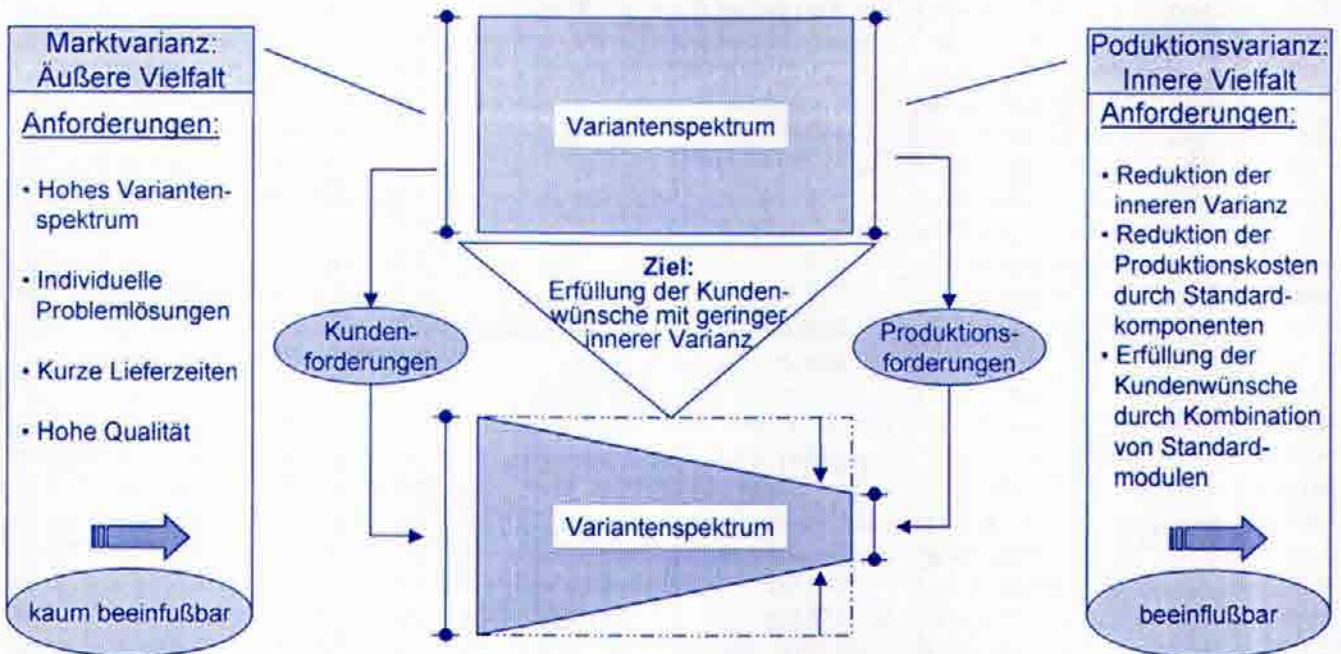 Marktvarianz:
Äußere Vielfalt
Anforderungen:
• Hohes Varianten-
spektrum
• Individuelle
Problemlösungen
• Kurze Lieferzeiten
• Hohe Qualität
kaum beeinfußbar
Variantenspektrum
Ziel:
Erfüllung der Kunden-
wünsche mit geringer
innerer Varianz
Kunden-
forderungen
Produktions-
forderungen
Variantenspektrum
Poduktionsvarianz:
Innere Vielfalt
Anforderungen:
• Reduktion der
inneren Varianz
• Reduktion der
Produktionskosten
durch Standard-
komponenten
• Erfüllung der
Kundenwünsche
durch Kombination
von Standard-
modulen
beeinflußbar